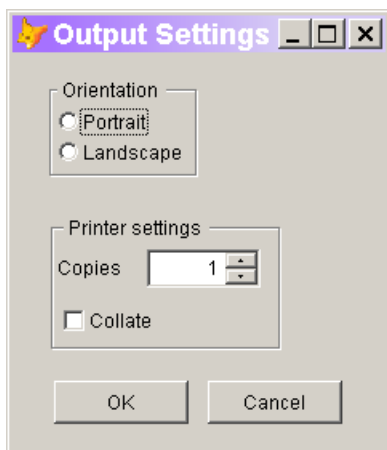 Output Settings
Orientation
Portrait
Landscape
Printer settings
Copies 1
Collate
OK Cancel